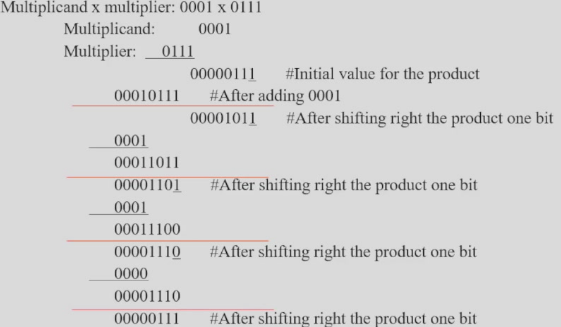 Multiplicand x multiplier: 0001 x 0111
Multiplicand: 0001
Multiplier: 0111
00000111 #Initial value for the product
00010111 #After adding 0001
00001011 #After shifting right the product one bit
0001
00011011
00001101 #After shifting right the product one bit
0001
00011100
00001110 #After shifting right the product one bit
0000
00001110
00000111 #After shifting right the product one bit